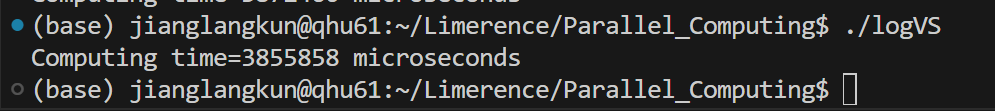 (base) jianglangkun@qhu61:~/Limerence/Parallel_Computing$ ./logVS
Computing time=3855858 microseconds
(base) jianglangkun@qhu61:~/Limerence/Parallel_Computing$